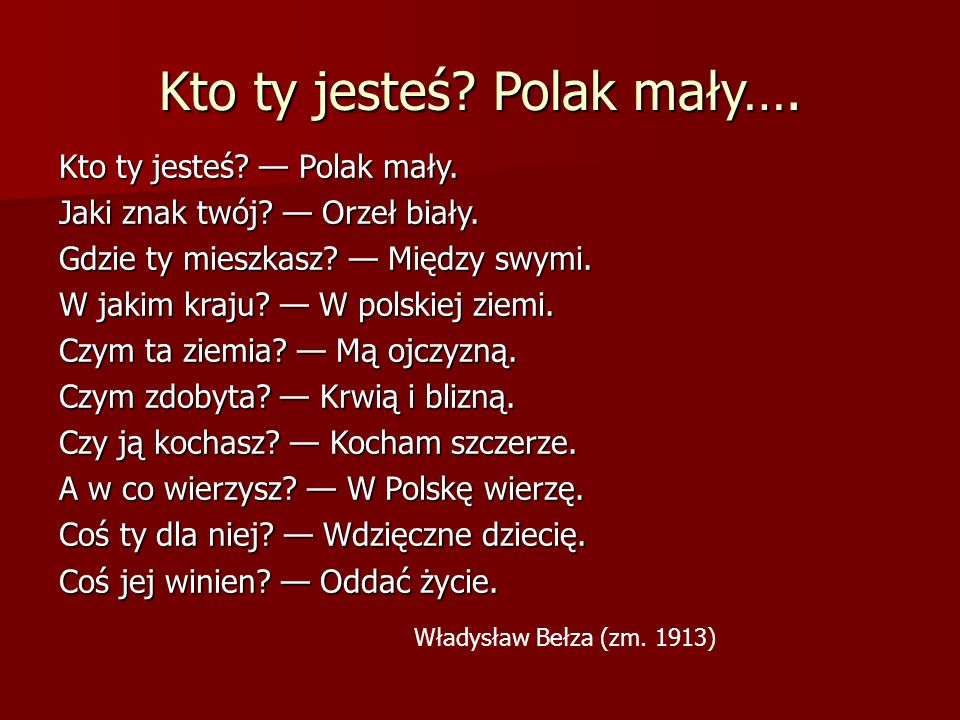 Kto ty jesteś? Polak mały….
Kto ty jesteś? — Polak mały.
Jaki znak twój? — Orzeł biały.
Gdzie ty mieszkasz? — Między swymi.
W jakim kraju? — W polskiej ziemi.
Czym ta ziemia? — Mą ojczyzną.
Czym zdobyta? — Krwią i blizną.
Czy ją kochasz? — Kocham szczerze.
A w co wierzysz? — W Polskę wierzę.
Coś ty dla niej? — Wdzięczne dziecię.
Coś jej winien? — Oddać życie.
Władysław Bełza (zm. 1913)